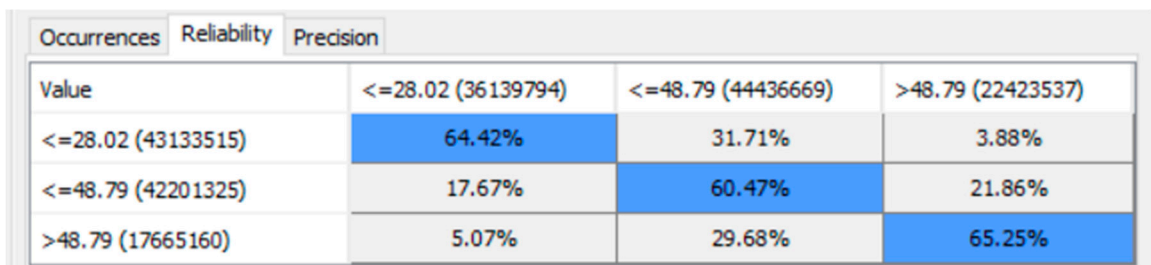 Occurrences Reliability Precision
Value <=28.02 (36139794) <=48.79 (44436669) >48.79 (22423537)
<=28.02 (43133515) 64.42% 31.71% 3.88%
<=48.79 (42201325) 17.67% 60.47% 21.86%
>48.79 (17665160) 5.07% 29.68% 65.25%